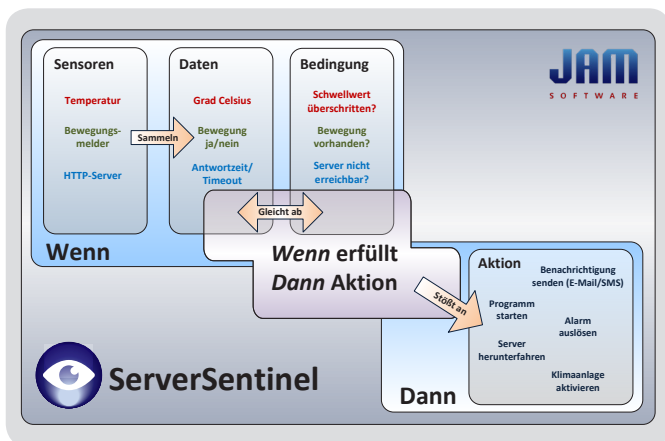 Sensoren
Temperatur
Bewegungs-
melder
HTTP-Server
Sammeln
Daten
Grad Celsius
Bewegung
ja/nein
Antwortzeit/
Timeout
Bedingung
Schwellwert
überschritten?
Bewegung
vorhanden?
Server nicht
erreichbar?
JAM
SOFTWARE
Gleicht ab
Wenn
Wenn erfüllt
Dann Aktion
Stößt an
Aktion
Benachrichtigung
senden (E-Mail/SMS)
Programm
starten
Alarm
auslösen
Server
herunterfahren
Klimaanlage
aktivieren
Dann
ServerSentinel